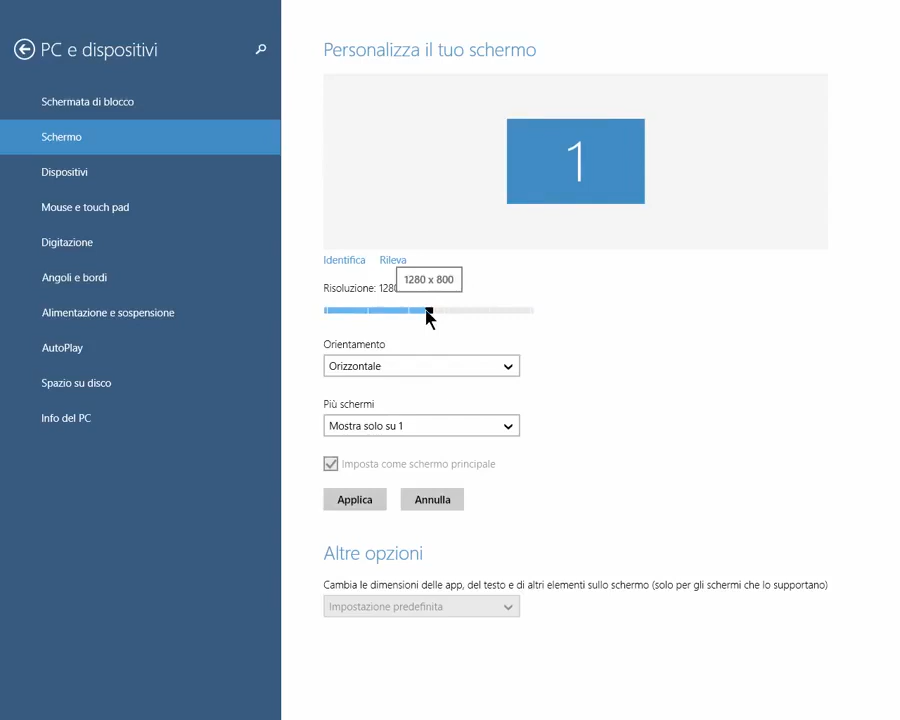 PC e dispositivi
Schermata di blocco
Schermo
Dispositivi
Mouse e touch pad
Digitazione
Angoli e bordi
Alimentazione e sospensione
AutoPlay
Spazio su disco
Info del PC
Personalizza il tuo schermo
1
Identifica Rileva
1280 x 800
Risoluzione: 1280
Orientamento
Orizzontale
Più schermi
Mostra solo su 1
Imposta come schermo principale
Applica Annulla
Altre opzioni
Cambia le dimensioni delle app, del testo e di altri elementi sullo schermo (solo per gli schermi che lo supportano)
Impostazione predefinita